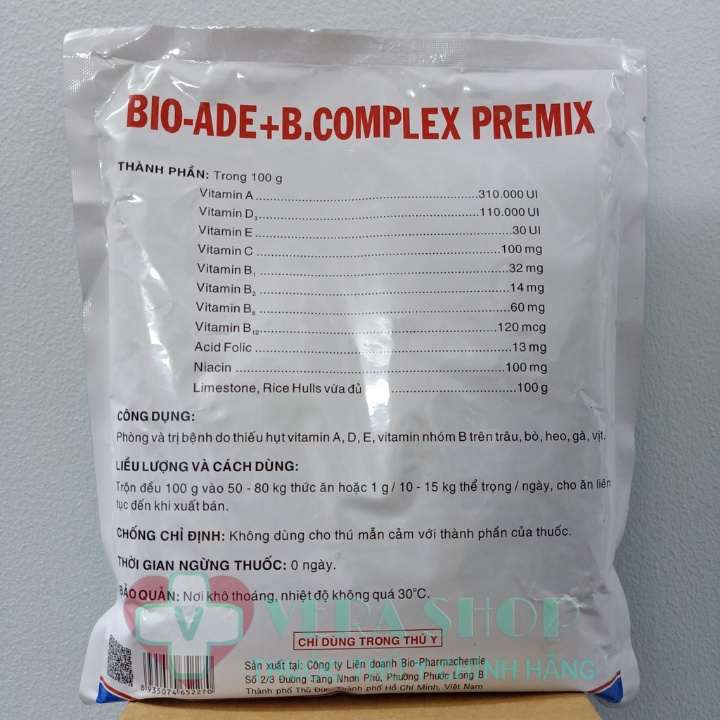 BIO-ADE+B.COMPLEX PREMIX
THÀNH PHẦN: Trong 100 g
Vitamin A 310.000 UI
Vitamin D3 110.000 UI
Vitamin E 30 UI
Vitamin C 100 mg
Vitamin B1 32 mg
Vitamin B2 14 mg
Vitamin B6 60 mg
Vitamin B12 120 mcg
Acid Folic 13 mg
Niacin 100 mg
Limestone, Rice Hulls vừa đủ 100 g
CÔNG DỤNG:
Phòng và trị bệnh do thiếu hụt vitamin A, D, E, vitamin nhóm B trên trâu, bò, heo, gà, vịt.
LIỀU LƯỢNG VÀ CÁCH DÙNG:
Trộn đều 100 g vào 50 - 80 kg thức ăn hoặc 1 g / 10 - 15 kg thể trọng / ngày, cho ăn liên
tục đến khi xuất bán.
CHỐNG CHỈ ĐỊNH: Không dùng cho thú mẫn cảm với thành phần của thuốc.
THỜI GIAN NGỪNG THUỐC: 0 ngày.
BẢO QUẢN: Nơi khô thoáng, nhiệt độ không quá 30°C.
VERA SHOP
CHỈ DÙNG TRONG THÚ Y
Sản xuất tại: Công ty Liên doanh Bio-Pharmachemie
Số 2/3 Đường Tăng Nhơn Phú, Phường Phước Long B
Thành phố Thủ Đức, Thành phố Hồ Chí Minh, Việt Nam
HÀNG
8 935074 652270